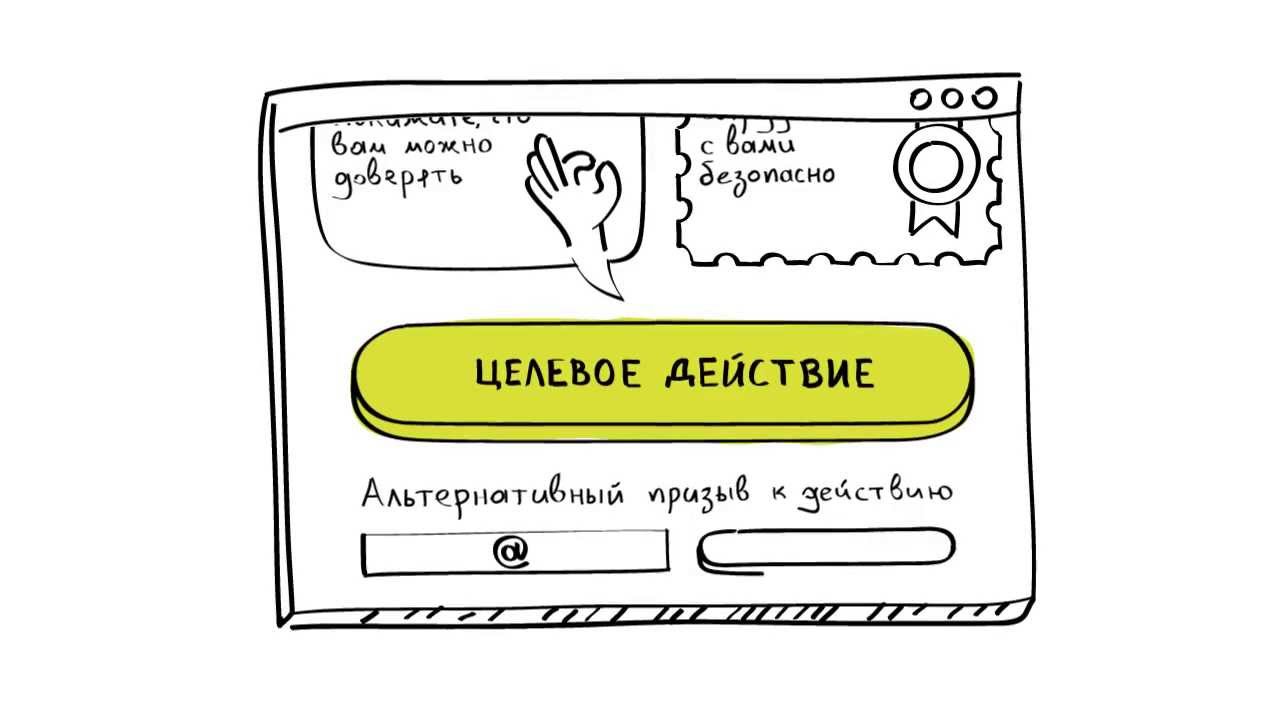 вам можно
доверять
с вами
безопасно
ЦЕЛЕВОЕ ДЕЙСТВИЕ
Альтернативный призыв к действию
@